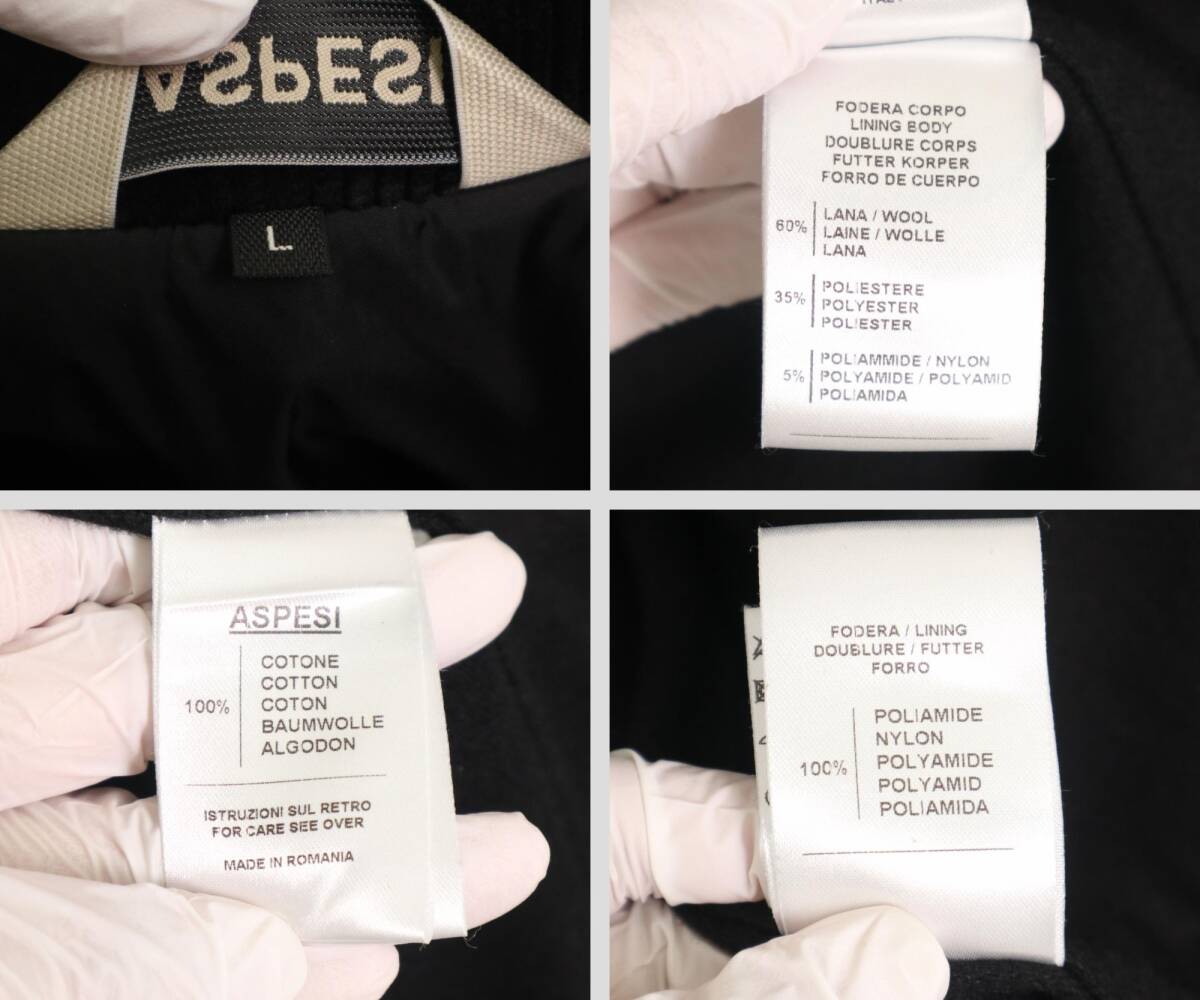 ASPESI
L
FODERA CORPO
LINING BODY
DOUBLURE CORPS
FUTTER KORPER
FORRO DE CUERPO
60%
LANA / WOOL
LAINE / WOLLE
LANA
35%
POLIESTERE
POLYESTER
POLIESTER
5%
POLIAMMIDE / NYLON
POLYAMIDE / POLYAMID
POLIAMIDA
ASPESI
100%
COTONE
COTTON
COTON
BAUMWOLLE
ALGODON
ISTRUZIONI SUL RETRO
FOR CARE SEE OVER
MADE IN ROMANIA
FODERA / LINING
DOUBLURE / FUTTER
FORRO
100%
POLIAMIDE
NYLON
POLYAMIDE
POLYAMID
POLIAMIDA